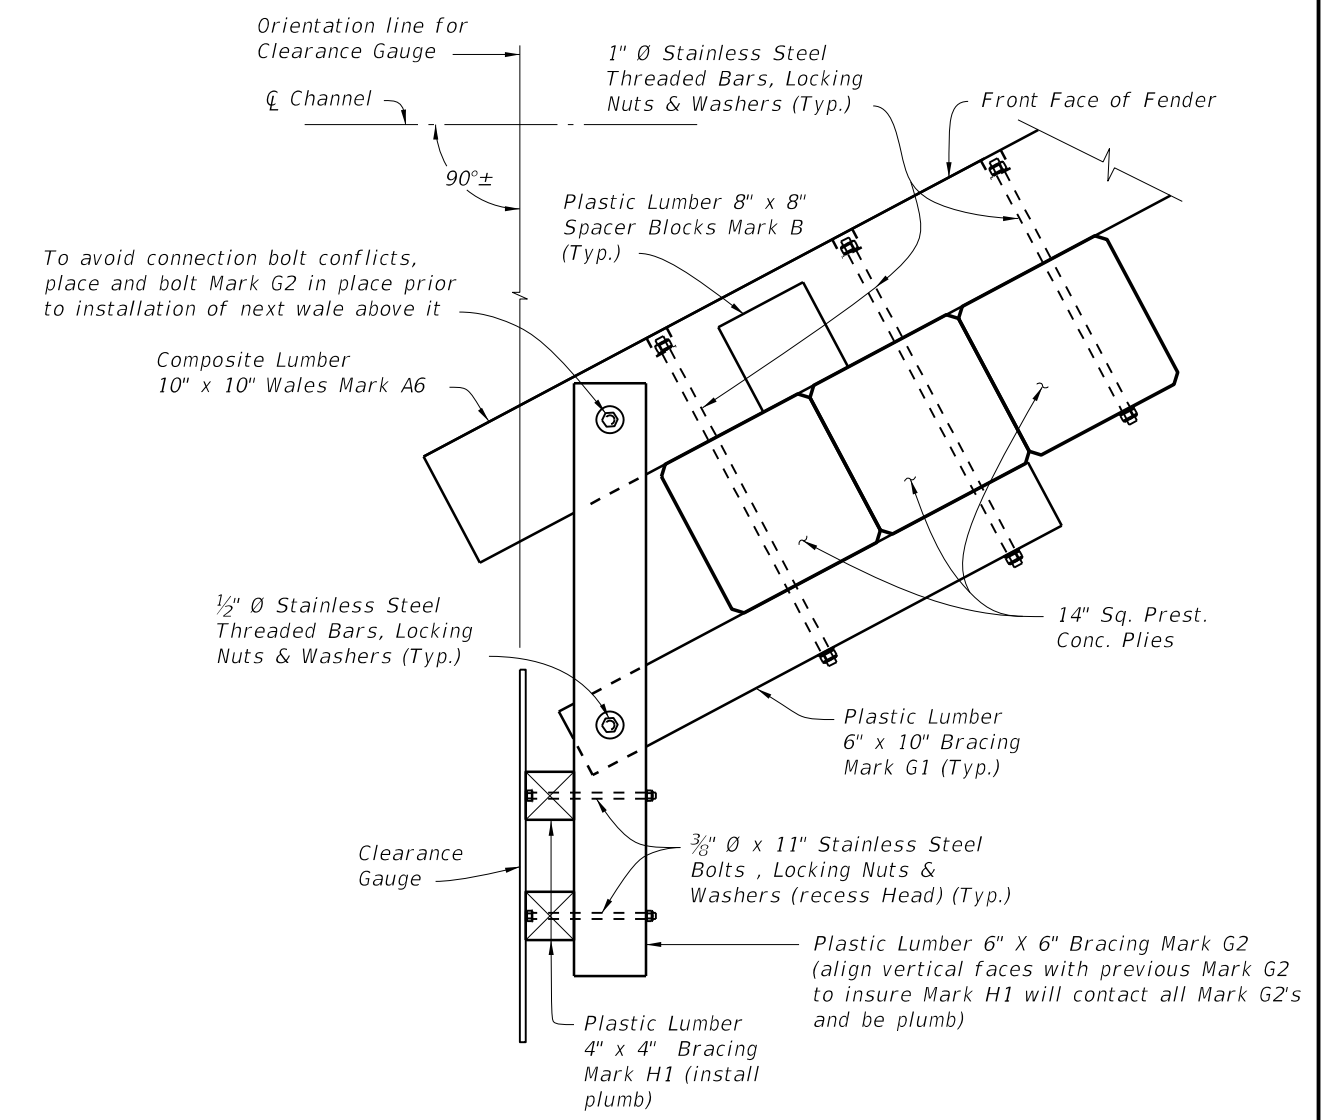 Orientation line for
Clearance Gauge
℄ Channel
90°±
1" Ø Stainless Steel
Threaded Bars, Locking
Nuts & Washers (Typ.)
Front Face of Fender
Plastic Lumber 8" x 8"
Spacer Blocks Mark B
(Typ.)
To avoid connection bolt conflicts,
place and bolt Mark G2 in place prior
to installation of next wale above it
Composite Lumber
10" x 10" Wales Mark A6
½" Ø Stainless Steel
Threaded Bars, Locking
Nuts & Washers (Typ.)
14" Sq. Prest.
Conc. Plies
Plastic Lumber
6" x 10" Bracing
Mark G1 (Typ.)
Clearance
Gauge
⅜" Ø x 11" Stainless Steel
Bolts , Locking Nuts &
Washers (recess Head) (Typ.)
Plastic Lumber 6" X 6" Bracing Mark G2
(align vertical faces with previous Mark G2
to insure Mark H1 will contact all Mark G2's
and be plumb)
Plastic Lumber
4" x 4" Bracing
Mark H1 (install
plumb)